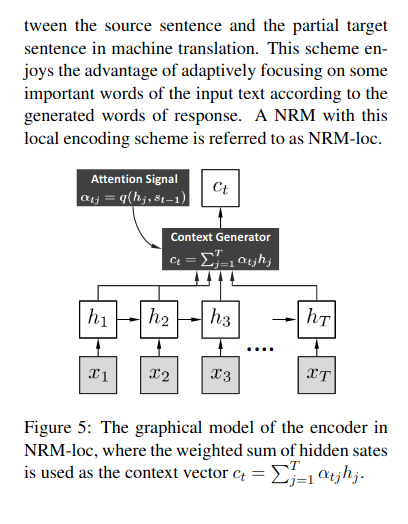 tween the source sentence and the partial target
sentence in machine translation. This scheme en-
joys the advantage of adaptively focusing on some
important words of the input text according to the
generated words of response. A NRM with this
local encoding scheme is referred to as NRM-loc.
Attention Signal
αtj = q(hj, st−1)
ct
Context Generator
ct = ∑ᵀj=1 αtjhj
h1 h2 h3 hT
....
x1 x2 x3 xT
Figure 5: The graphical model of the encoder in
NRM-loc, where the weighted sum of hidden sates
is used as the context vector ct = ∑ᵀj=1 αtjhj.